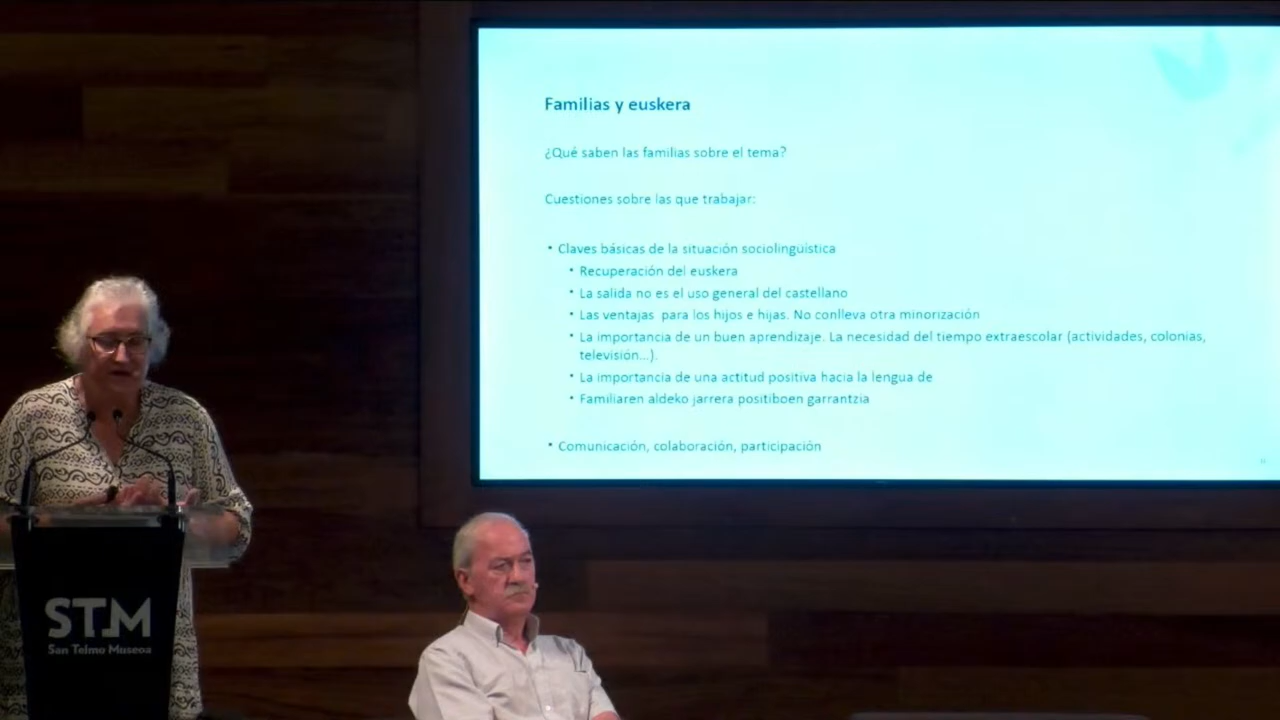 Familias y euskera
¿Qué saben las familias sobre el tema?
Cuestiones sobre las que trabajar:
• Claves básicas de la situación sociolingüística
• Recuperación del euskera
• La salida no es el uso general del castellano
• Las ventajas para los hijos e hijas. No conlleva otra minorización
• La importancia de un buen aprendizaje. La necesidad del tiempo extraescolar (actividades, colonias,
televisión...).
• La importancia de una actitud positiva hacia la lengua de
• Familiaren aldeko jarrera positiboen garrantzia
• Comunicación, colaboración, participación
STM
San Telmo Museoa